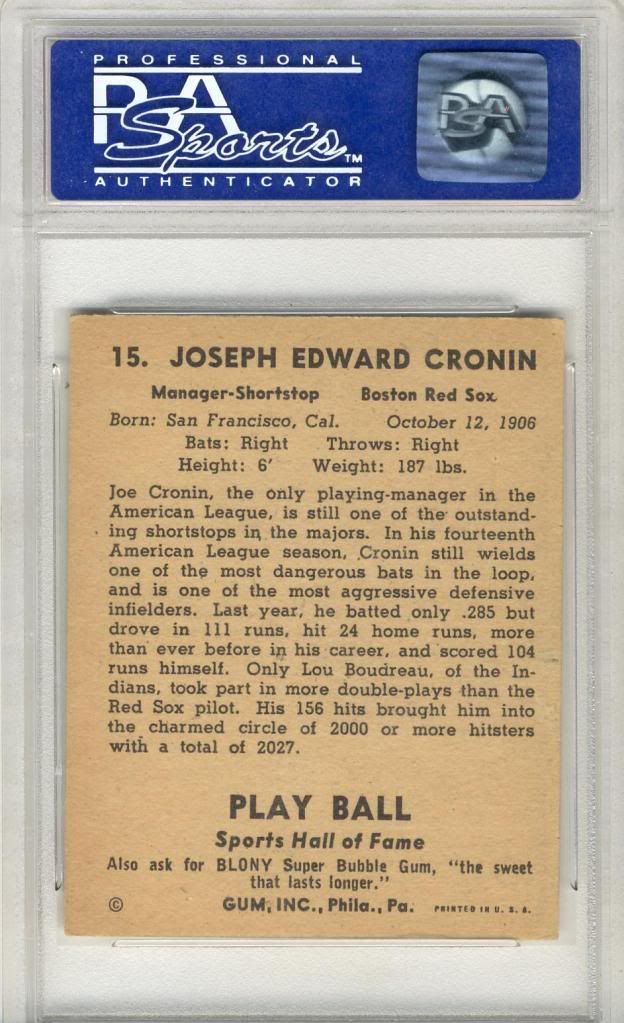 PROFESSIONAL
PSA
Sports™
AUTHENTICATOR
PSA
15. JOSEPH EDWARD CRONIN
Manager-Shortstop Boston Red Sox
Born: San Francisco, Cal. October 12, 1906
Bats: Right Throws: Right
Height: 6' Weight: 187 lbs.
Joe Cronin, the only playing-manager in the
American League, is still one of the outstand-
ing shortstops in the majors. In his fourteenth
American League season, Cronin still wields
one of the most dangerous bats in the loop,
and is one of the most aggressive defensive
infielders. Last year, he batted only .285 but
drove in 111 runs, hit 24 home runs, more
than ever before in his career, and scored 104
runs himself. Only Lou Boudreau, of the In-
dians, took part in more double-plays than the
Red Sox pilot. His 156 hits brought him into
the charmed circle of 2000 or more hitsters
with a total of 2027.
PLAY BALL
Sports Hall of Fame
Also ask for BLONY Super Bubble Gum, "the sweet
that lasts longer."
© GUM, INC., Phila., Pa. PRINTED IN U. S. A.